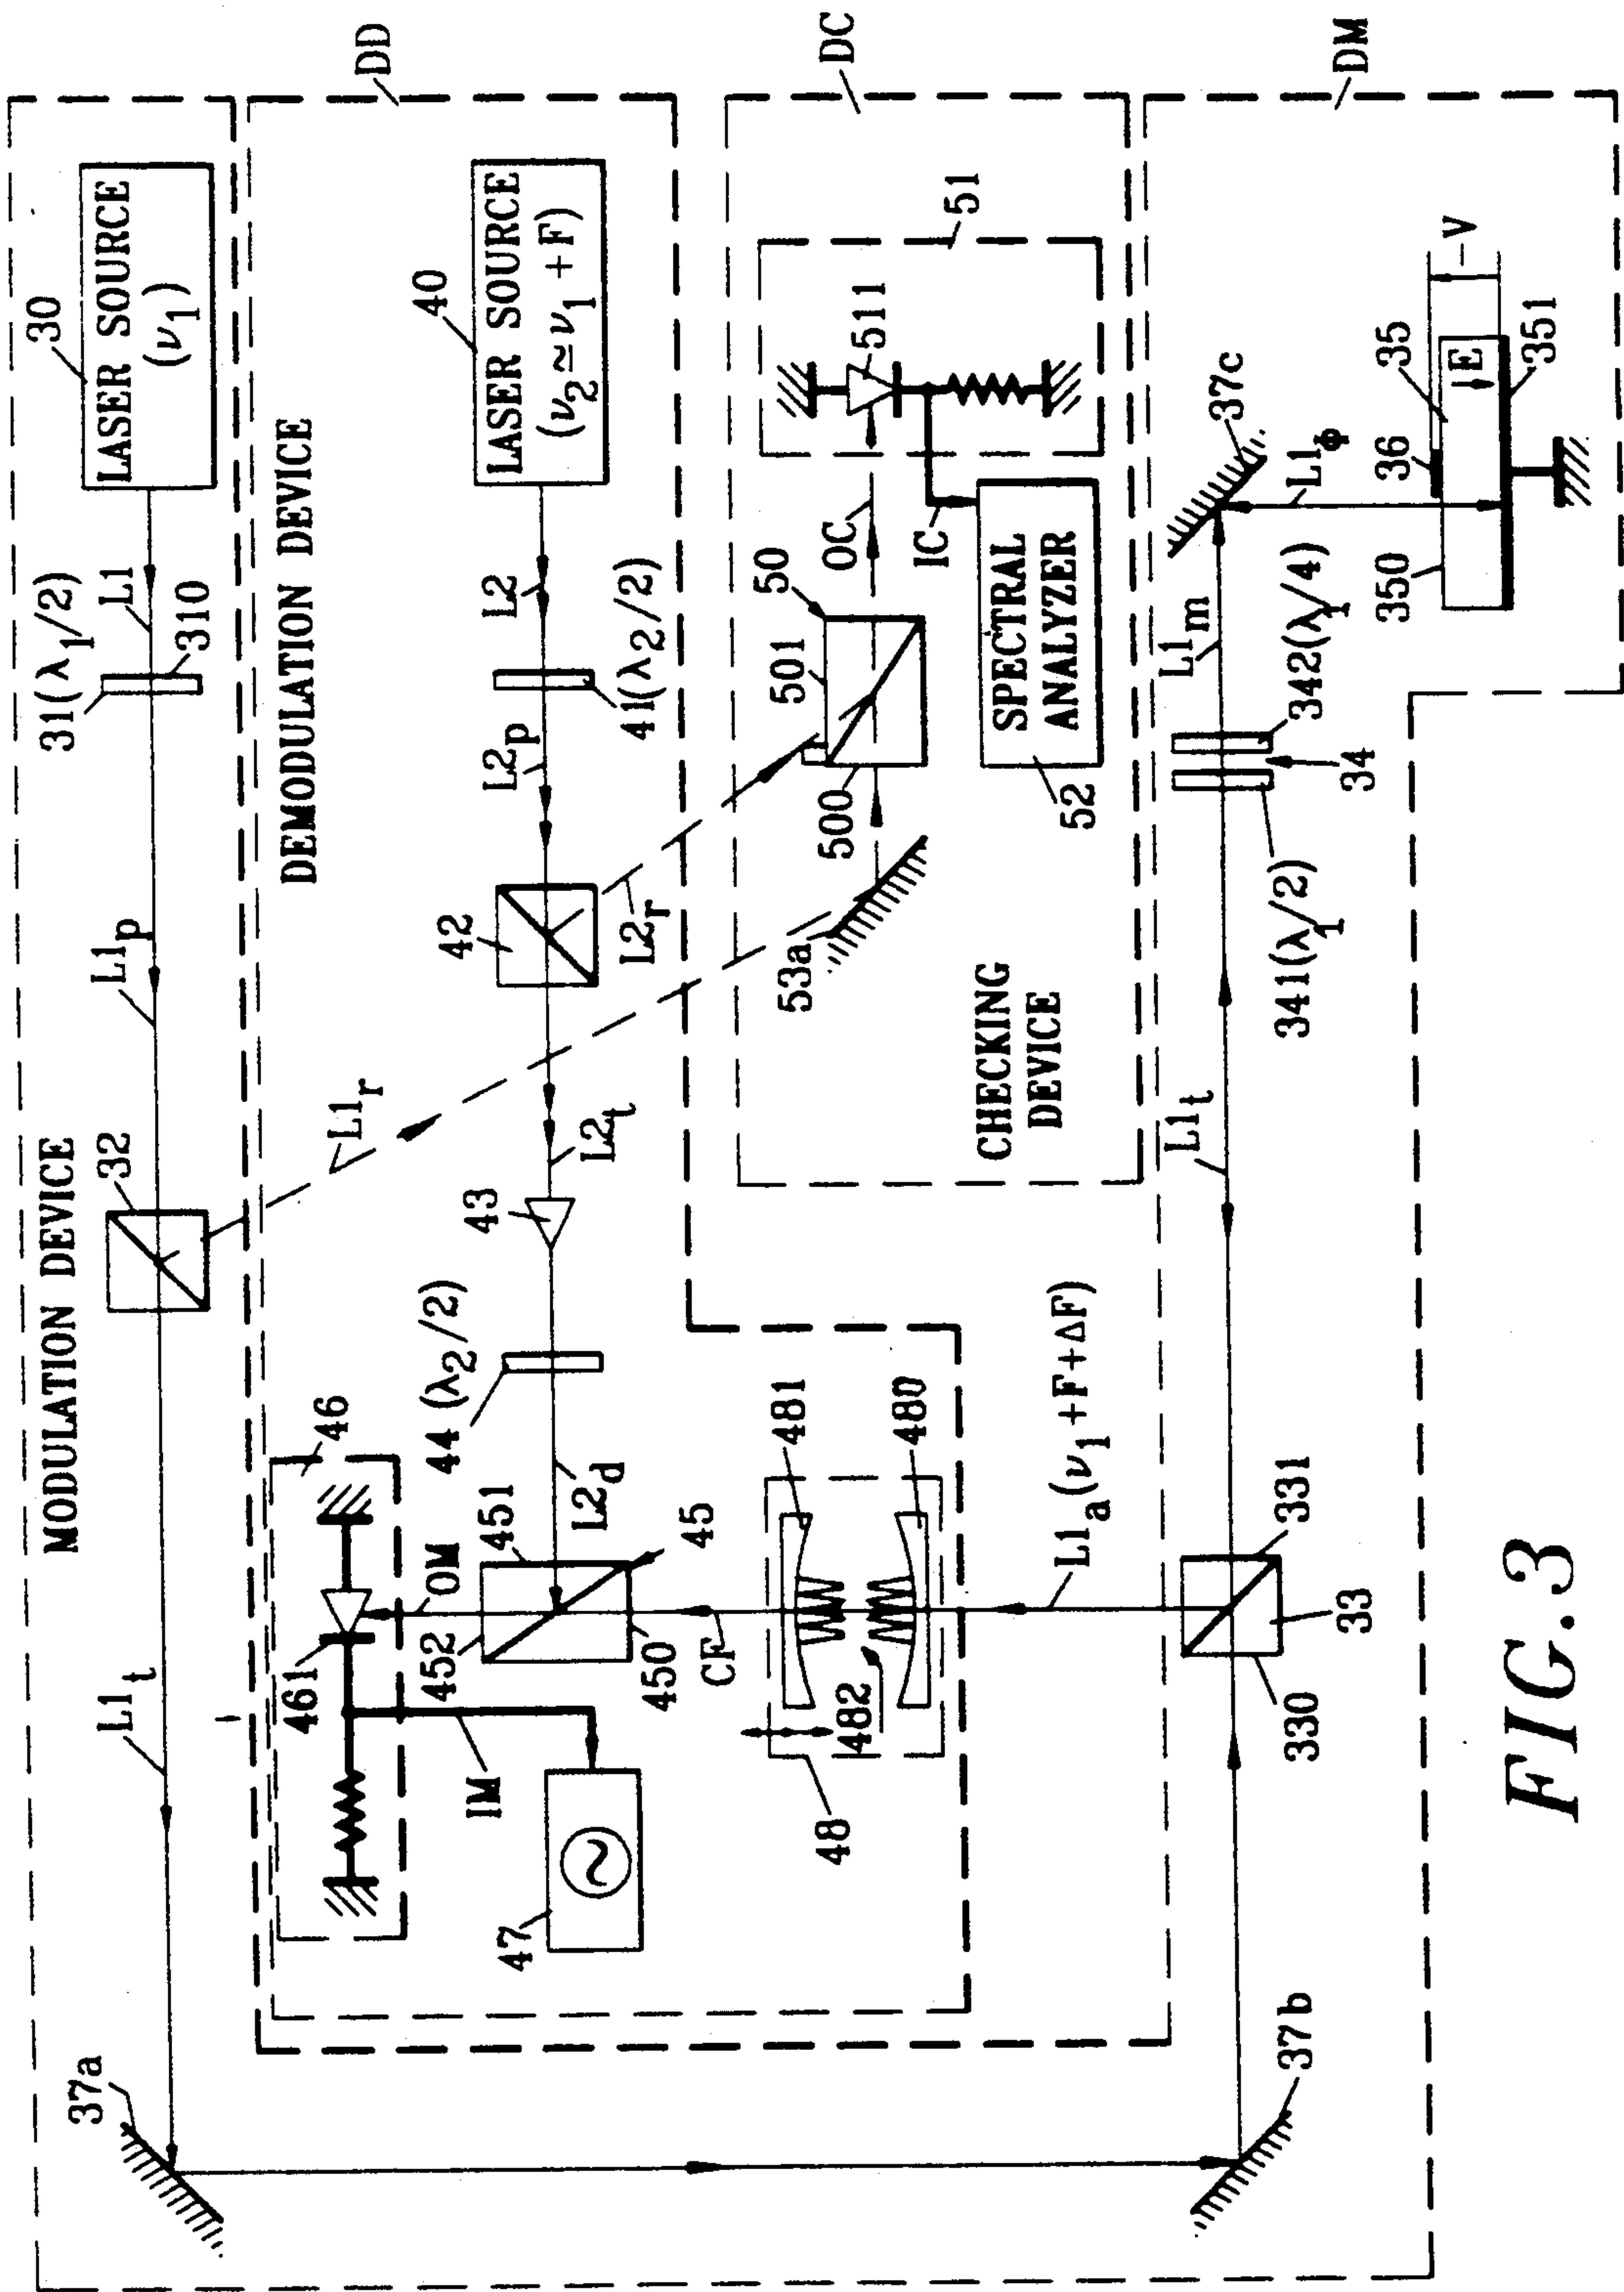 MODULATION DEVICE
30
LASER SOURCE
(ν₁)
31(λ₁/2)
L1
310
L1p
32
L1t
37a
L1r
DD
DEMODULATION DEVICE
40
LASER SOURCE
(ν₂ ≃ ν₁ + F)
L2
41(λ₂/2)
L2p
42
L2r
L2t
43
44 (λ₂/2)
L2d
46
461
OM
451
45
452
450
IM
47
CF
481
480
482
48
DC
CHECKING
DEVICE
51
511
OC
IC
50
501
500
53a
SPECTRAL
ANALYZER
52
DM
L1a(ν₁+F+ΔF)
L1t
331
33
330
37b
341(λ₁/2)
34
342(λ₁/4)
L1m
37c
L1ϕ
36
35
V
E
350
351
FIG.3